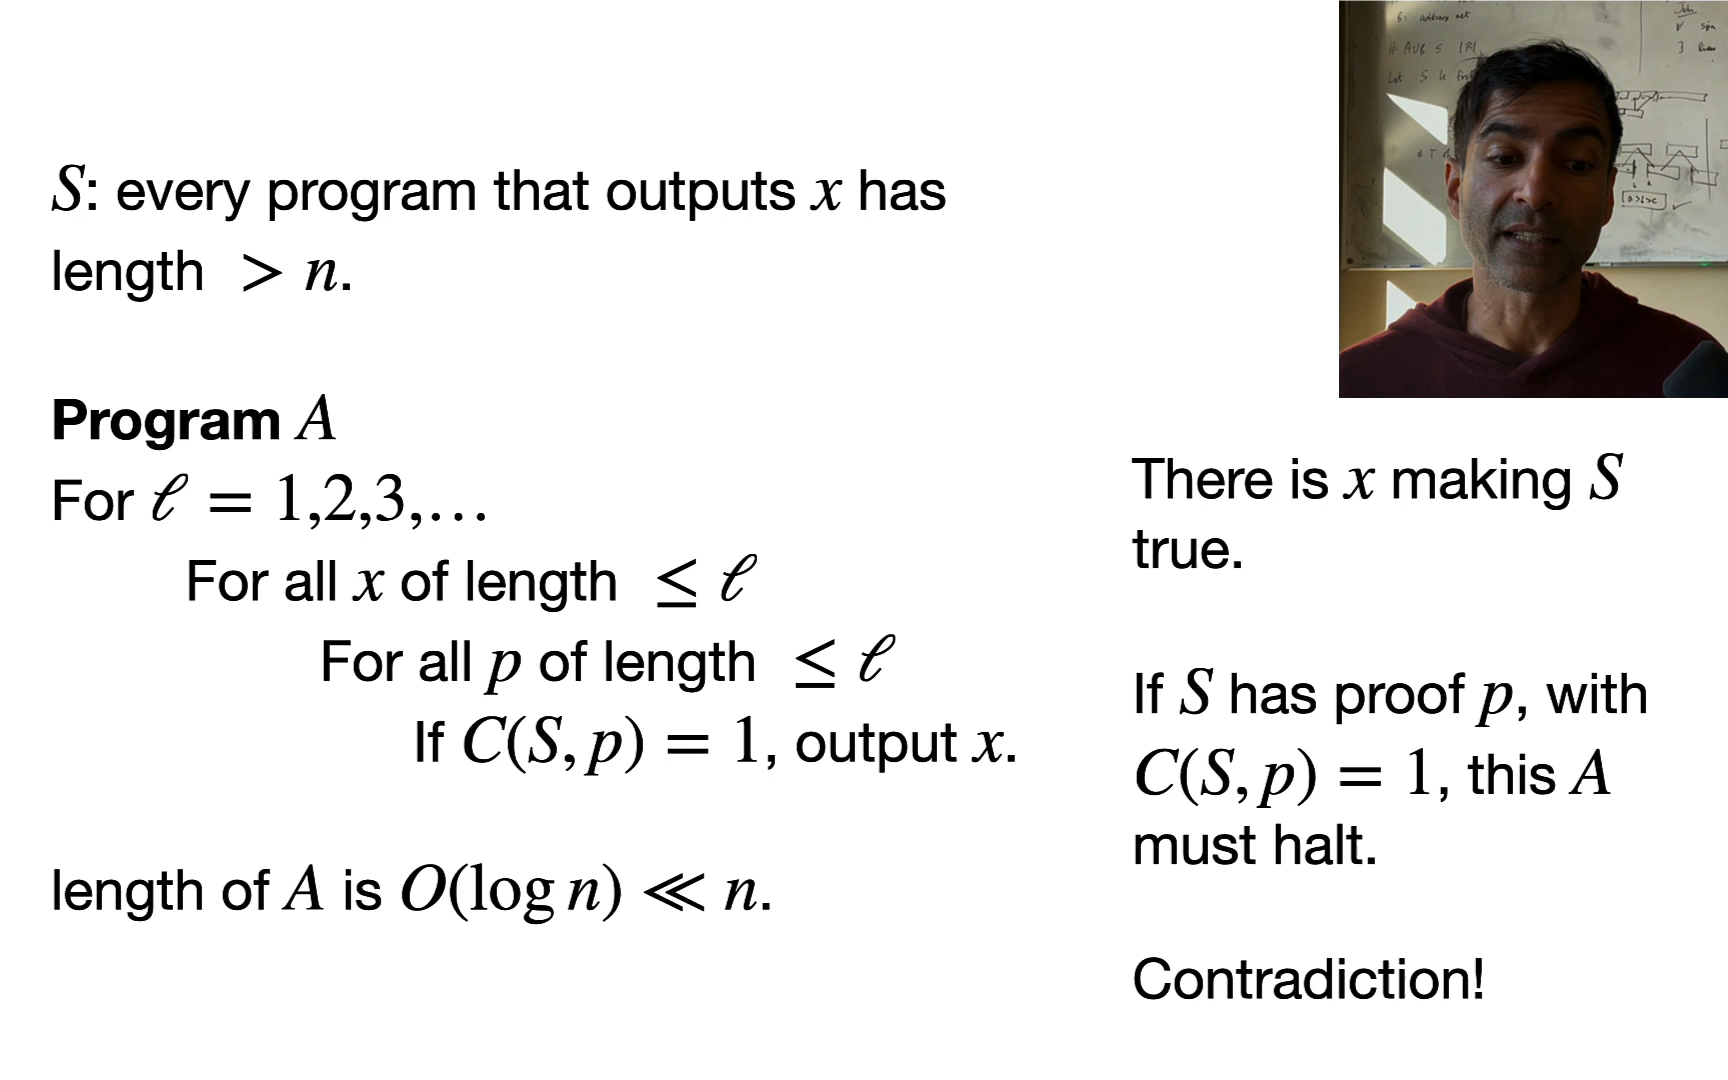 S: every program that outputs x has
length > n.
Program A
For ℓ = 1,2,3,…
For all x of length ≤ ℓ
For all p of length ≤ ℓ
If C(S, p) = 1, output x.
length of A is O(log n) ≪ n.
There is x making S
true.
If S has proof p, with
C(S, p) = 1, this A
must halt.
Contradiction!